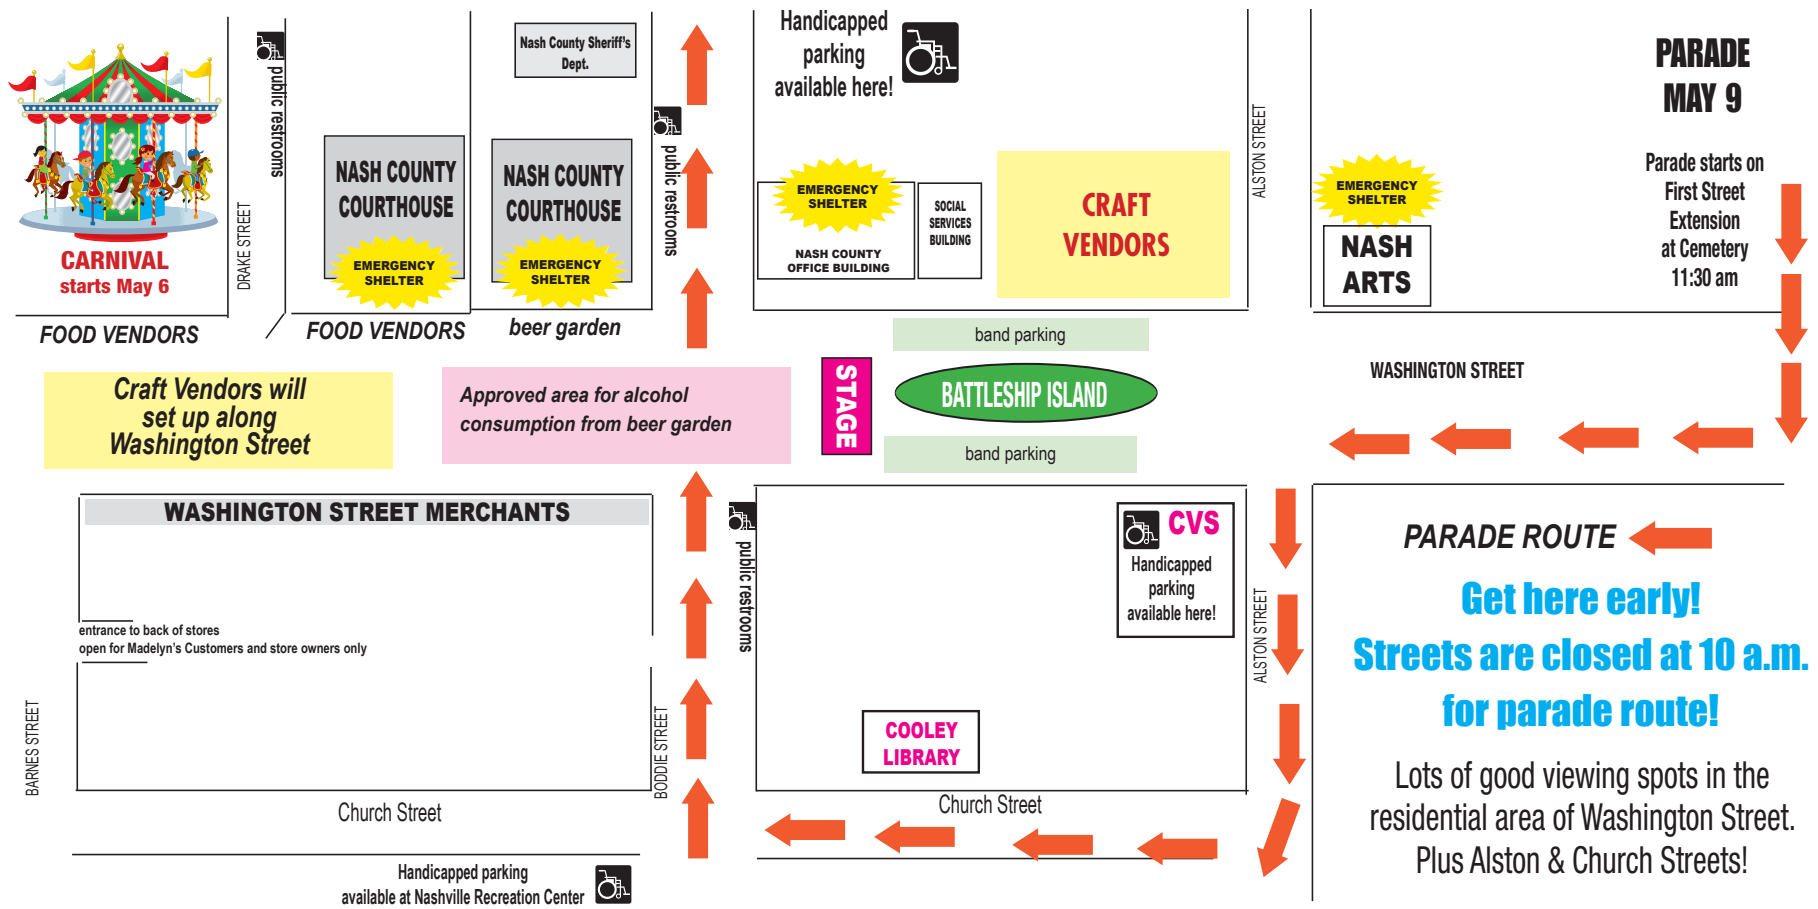 CARNIVAL
starts May 6
FOOD VENDORS
DRAKE STREET
public restrooms
NASH COUNTY
COURTHOUSE
EMERGENCY
SHELTER
FOOD VENDORS
Nash County Sheriff's
Dept.
NASH COUNTY
COURTHOUSE
EMERGENCY
SHELTER
beer garden
public restrooms
Handicapped
parking
available here!
EMERGENCY
SHELTER
NASH COUNTY
OFFICE BUILDING
SOCIAL
SERVICES
BUILDING
CRAFT
VENDORS
ALSTON STREET
EMERGENCY
SHELTER
NASH
ARTS
PARADE
MAY 9
Parade starts on
First Street
Extension
at Cemetery
11:30 am
Craft Vendors will
set up along
Washington Street
Approved area for alcohol
consumption from beer garden
STAGE
band parking
BATTLESHIP ISLAND
band parking
WASHINGTON STREET
WASHINGTON STREET MERCHANTS
entrance to back of stores
open for Madelyn's Customers and store owners only
BARNES STREET
BODDIE STREET
Church Street
Handicapped parking
available at Nashville Recreation Center
public restrooms
CVS
Handicapped
parking
available here!
COOLEY
LIBRARY
Church Street
ALSTON STREET
PARADE ROUTE
Get here early!
Streets are closed at 10 a.m.
for parade route!
Lots of good viewing spots in the
residential area of Washington Street.
Plus Alston & Church Streets!